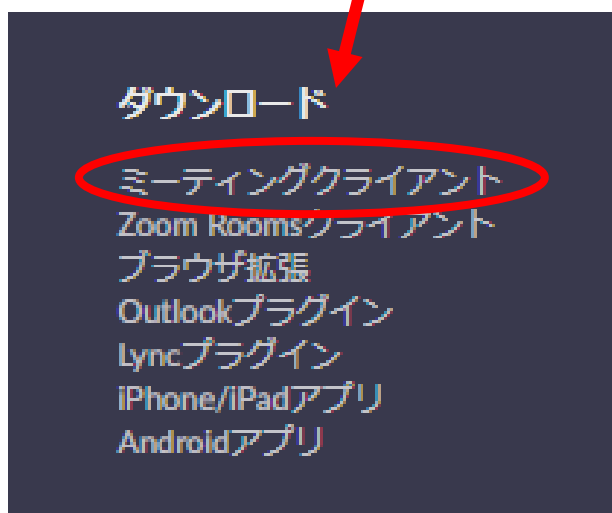 ダウンロード
ミーティングクライアント
Zoom Roomsクライアント
ブラウザ拡張
Outlookプラグイン
Lyncプラグイン
iPhone/iPadアプリ
Androidアプリ